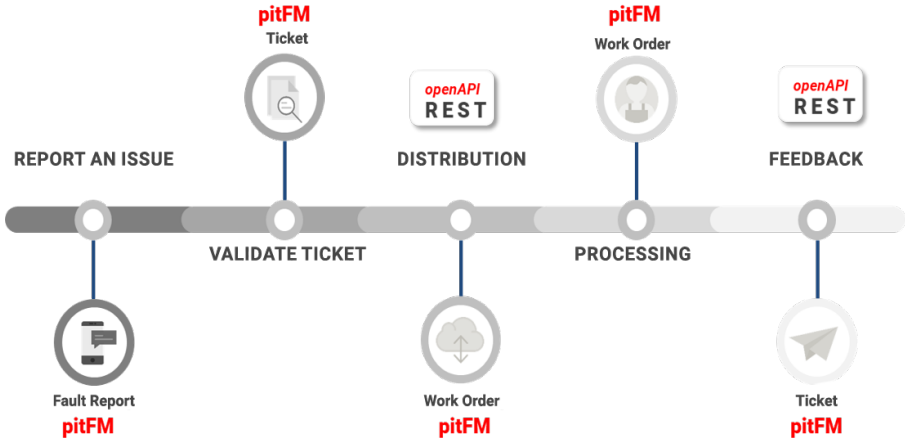 pitFM
Ticket
pitFM
Work Order
openAPI
REST
openAPI
REST
REPORT AN ISSUE
DISTRIBUTION
FEEDBACK
VALIDATE TICKET
PROCESSING
Fault Report
pitFM
Work Order
pitFM
Ticket
pitFM